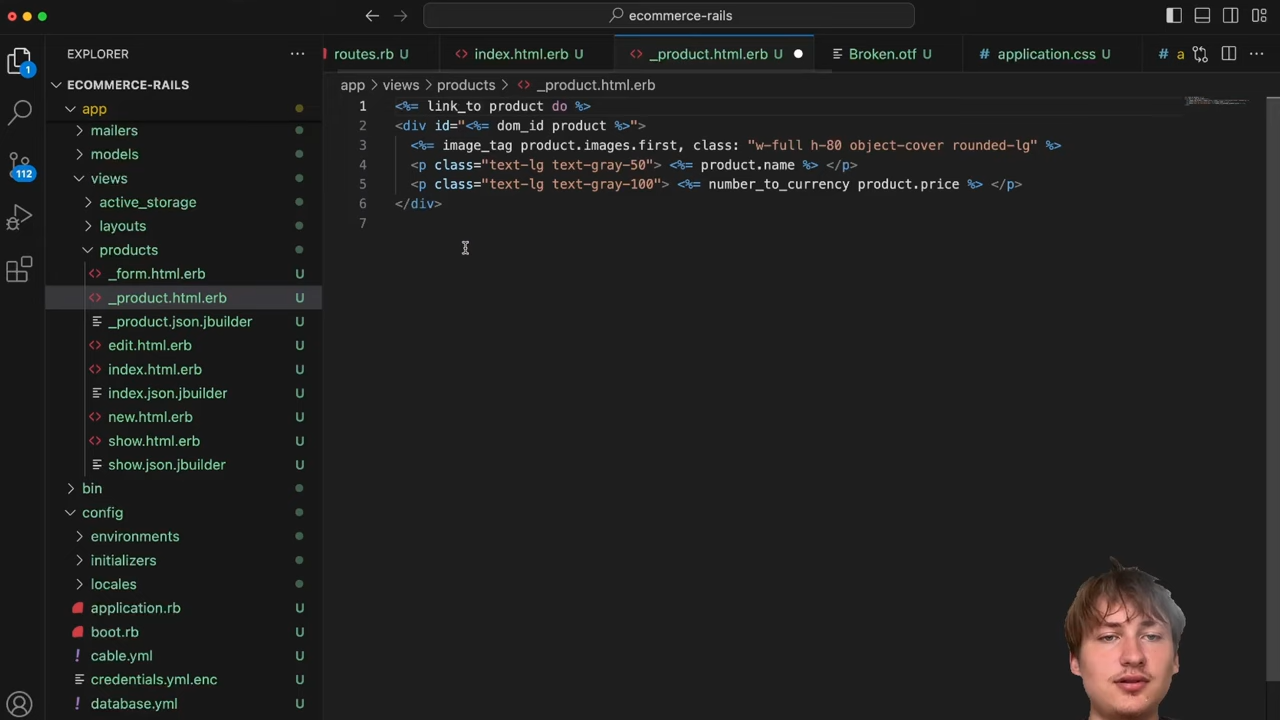 ecommerce-rails
EXPLORER
routes.rb U
index.html.erb U
_product.html.erb U
Broken.otf U
# application.css U
# a
ECOMMERCE-RAILS
app > views > products > _product.html.erb
1
app
mailers
models
views
active_storage
layouts
products
_form.html.erb U
_product.html.erb U
_product.json.jbuilder U
edit.html.erb U
index.html.erb U
index.json.jbuilder U
new.html.erb U
show.html.erb U
show.json.jbuilder U
bin
config
environments
initializers
locales
application.rb U
boot.rb U
! cable.yml U
credentials.yml.enc U
! database.yml U
112
1 <%= link_to product do %>
2 <div id="<%= dom_id product %>">
3 <%= image_tag product.images.first, class: "w-full h-80 object-cover rounded-lg" %>
4 <p class="text-lg text-gray-50"> <%= product.name %> </p>
5 <p class="text-lg text-gray-100"> <%= number_to_currency product.price %> </p>
6 </div>
7